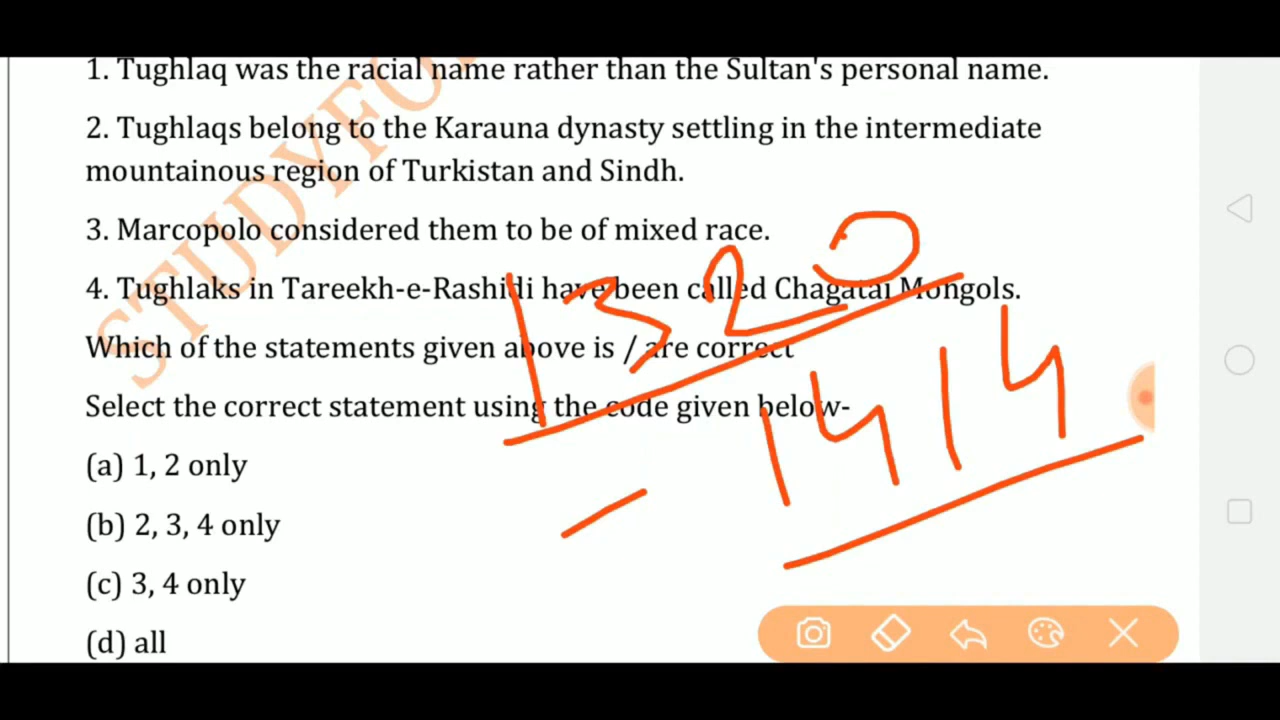 1. Tughlaq was the racial name rather than the Sultan's personal name.
2. Tughlaqs belong to the Karauna dynasty settling in the intermediate
mountainous region of Turkistan and Sindh.
3. Marcopolo considered them to be of mixed race.
4. Tughlaks in Tareekh-e-Rashidi have been called Chagatai Mongols.
Which of the statements given above is / are correct
Select the correct statement using the code given below-
(a) 1, 2 only
(b) 2, 3, 4 only
(c) 3, 4 only
(d) all
1320
- 1414
STUDYFO